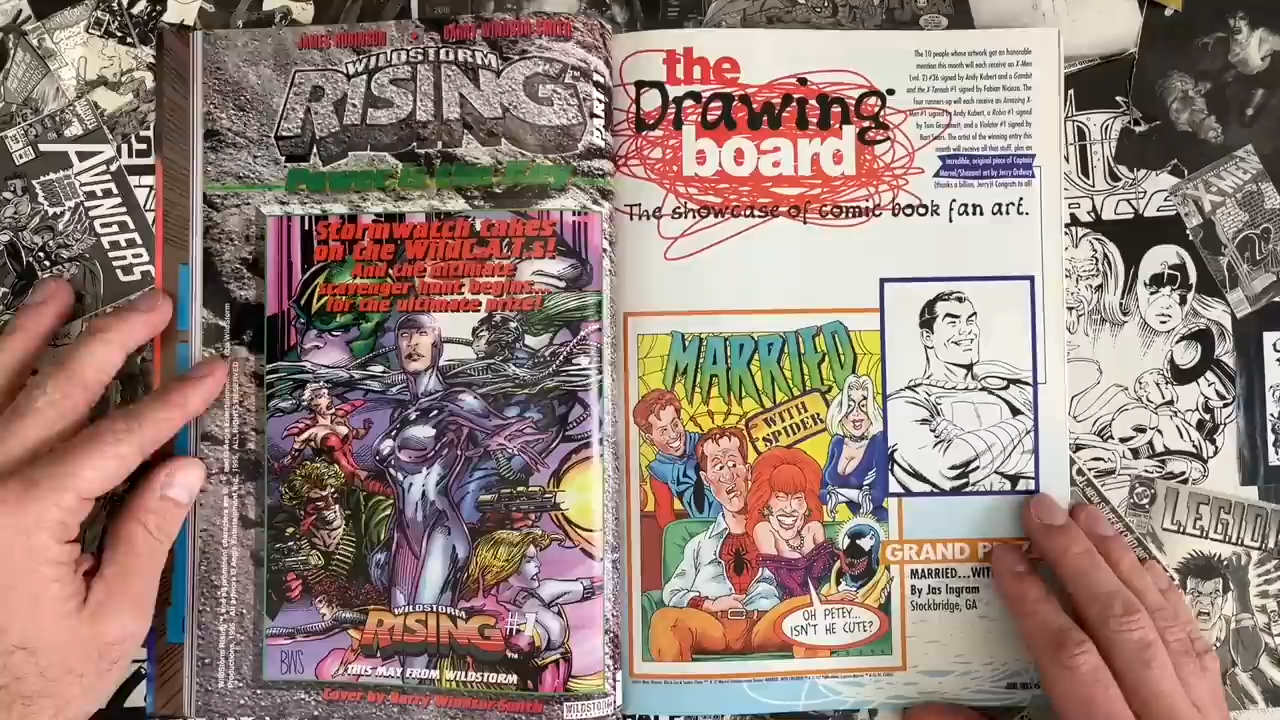 JAMES ROBINSON • BARRY WINDSOR-SMITH
WILDSTORM
RISING
Stormwatch takes
on the WildC.A.T.s!
And the ultimate
scavenger hunt begins...
for the ultimate prize!
BWS
WILDSTORM
RISING #1
THIS MAY FROM WILDSTORM
Cover by Barry Windsor-Smith
WILDSTORM
the
Drawing
board
The showcase of comic book fan art.
The 10 people whose artwork got an honorable
mention this month will each receive an X-Men
(vol. 2) #36 signed by Andy Kubert and a Gambit
and the X-Ternals #1 signed by Fabian Nicieza. The
four runners-up will each receive an Amazing X-
Men #1 signed by Andy Kubert, a Robin #1 signed
by Tom Grummett, and a Violator #1 signed by
Bart Sears. The artist of the winning entry this
month will receive all that stuff, plus an
incredible, original piece of Captain
Marvel/Shazam! art by Jerry Ordway
(thanks a billion, Jerry)! Congrats to all!
MARRIED
WITH
SPIDER
OH PETEY...
ISN'T HE CUTE?
GRAND
MARRIED...WIT
By Jas Ingram
Stockbridge, GA
AVENGERS
GHOST
RIDER
X-MEN
RCE
LEGION